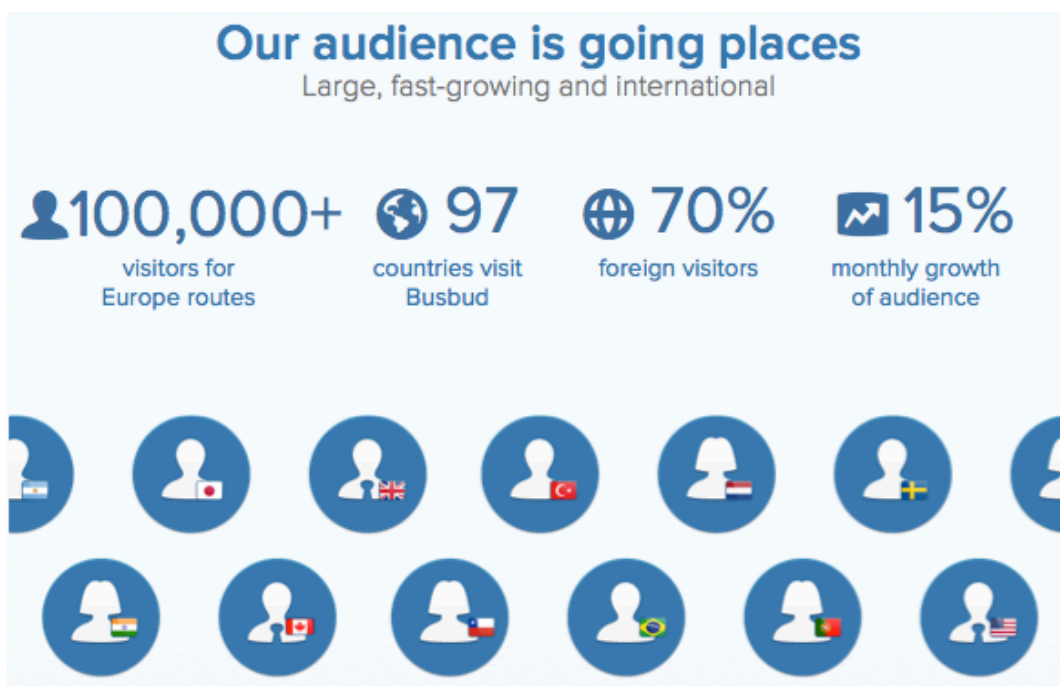 Our audience is going places
Large, fast-growing and international
100,000+
visitors for
Europe routes
97
countries visit
Busbud
70%
foreign visitors
15%
monthly growth
of audience